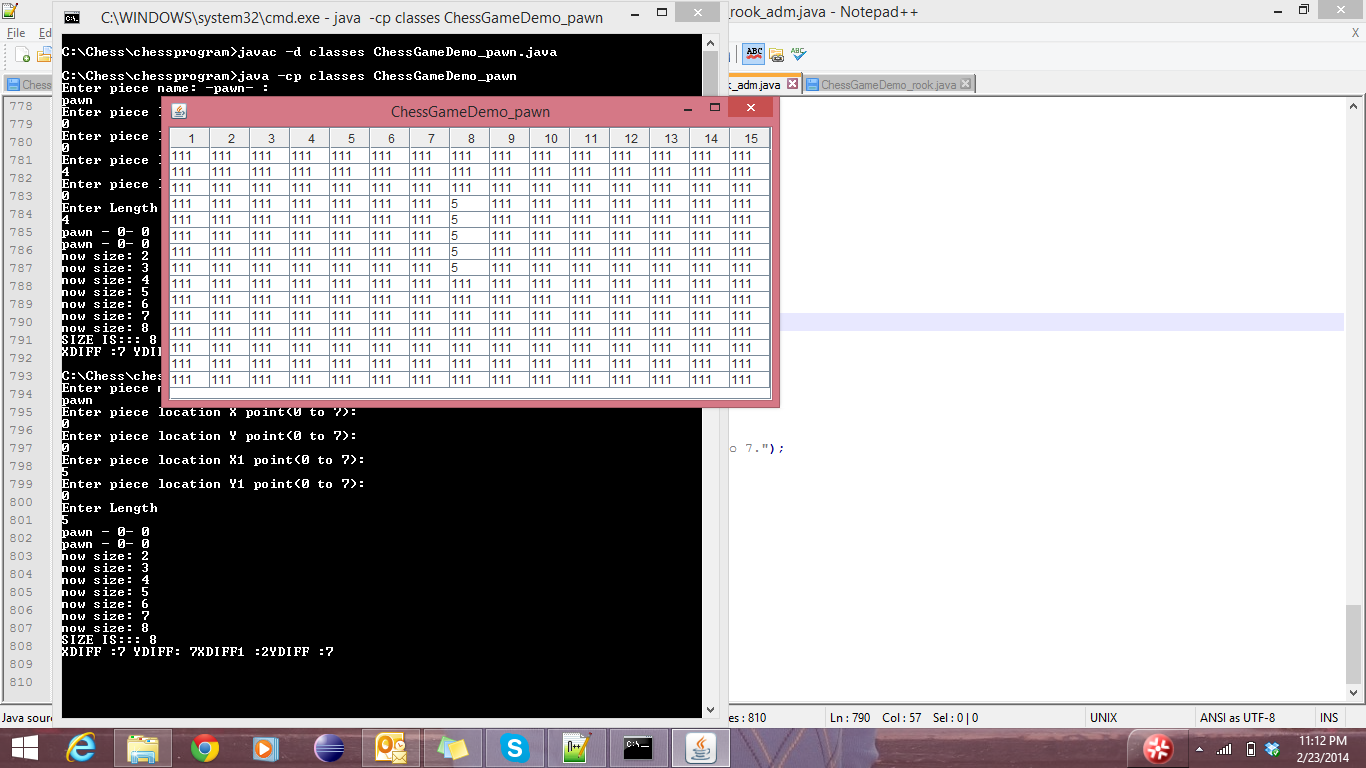 C:\WINDOWS\system32\cmd.exe - java -cp classes ChessGameDemo_pawn
_rook_adm.java - Notepad++
File Ed
X
ABC ABC
Chess
k_adm.java ChessGameDemo_rook.java
C:\Chess\chessprogram>javac -d classes ChessGameDemo_pawn.java
C:\Chess\chessprogram>java -cp classes ChessGameDemo_pawn
Enter piece name: -pawn- :
pawn
Enter piece l
0
Enter piece l
0
Enter piece l
4
Enter piece l
0
Enter Length
4
pawn - 0- 0
pawn - 0- 0
now size: 2
now size: 3
now size: 4
now size: 5
now size: 6
now size: 7
now size: 8
SIZE IS::: 8
XDIFF :7 YDI
C:\Chess\ches
Enter piece n
pawn
Enter piece location X point(0 to 7):
0
Enter piece location Y point(0 to 7):
0
Enter piece location X1 point(0 to 7):
5
Enter piece location Y1 point(0 to 7):
0
Enter Length
5
pawn - 0- 0
pawn - 0- 0
now size: 2
now size: 3
now size: 4
now size: 5
now size: 6
now size: 7
now size: 8
SIZE IS::: 8
XDIFF :7 YDIFF: 7XDIFF1 :2YDIFF :7
ChessGameDemo_pawn
1 2 3 4 5 6 7 8 9 10 11 12 13 14 15
111 111 111 111 111 111 111 111 111 111 111 111 111 111 111
111 111 111 111 111 111 111 111 111 111 111 111 111 111 111
111 111 111 111 111 111 111 111 111 111 111 111 111 111 111
111 111 111 111 111 111 111 5 111 111 111 111 111 111 111
111 111 111 111 111 111 111 5 111 111 111 111 111 111 111
111 111 111 111 111 111 111 5 111 111 111 111 111 111 111
111 111 111 111 111 111 111 5 111 111 111 111 111 111 111
111 111 111 111 111 111 111 5 111 111 111 111 111 111 111
111 111 111 111 111 111 111 111 111 111 111 111 111 111 111
111 111 111 111 111 111 111 111 111 111 111 111 111 111 111
111 111 111 111 111 111 111 111 111 111 111 111 111 111 111
111 111 111 111 111 111 111 111 111 111 111 111 111 111 111
111 111 111 111 111 111 111 111 111 111 111 111 111 111 111
111 111 111 111 111 111 111 111 111 111 111 111 111 111 111
111 111 111 111 111 111 111 111 111 111 111 111 111 111 111
778
779
780
781
782
783
784
785
786
787
788
789
790
791
792
793
794
795
796
797
798
799
800
801
802
803
804
805
806
807
808
809
810
o 7.");
Java sour
es : 810 Ln : 790 Col : 57 Sel : 0 | 0 UNIX ANSI as UTF-8 INS
11:12 PM
2/23/2014